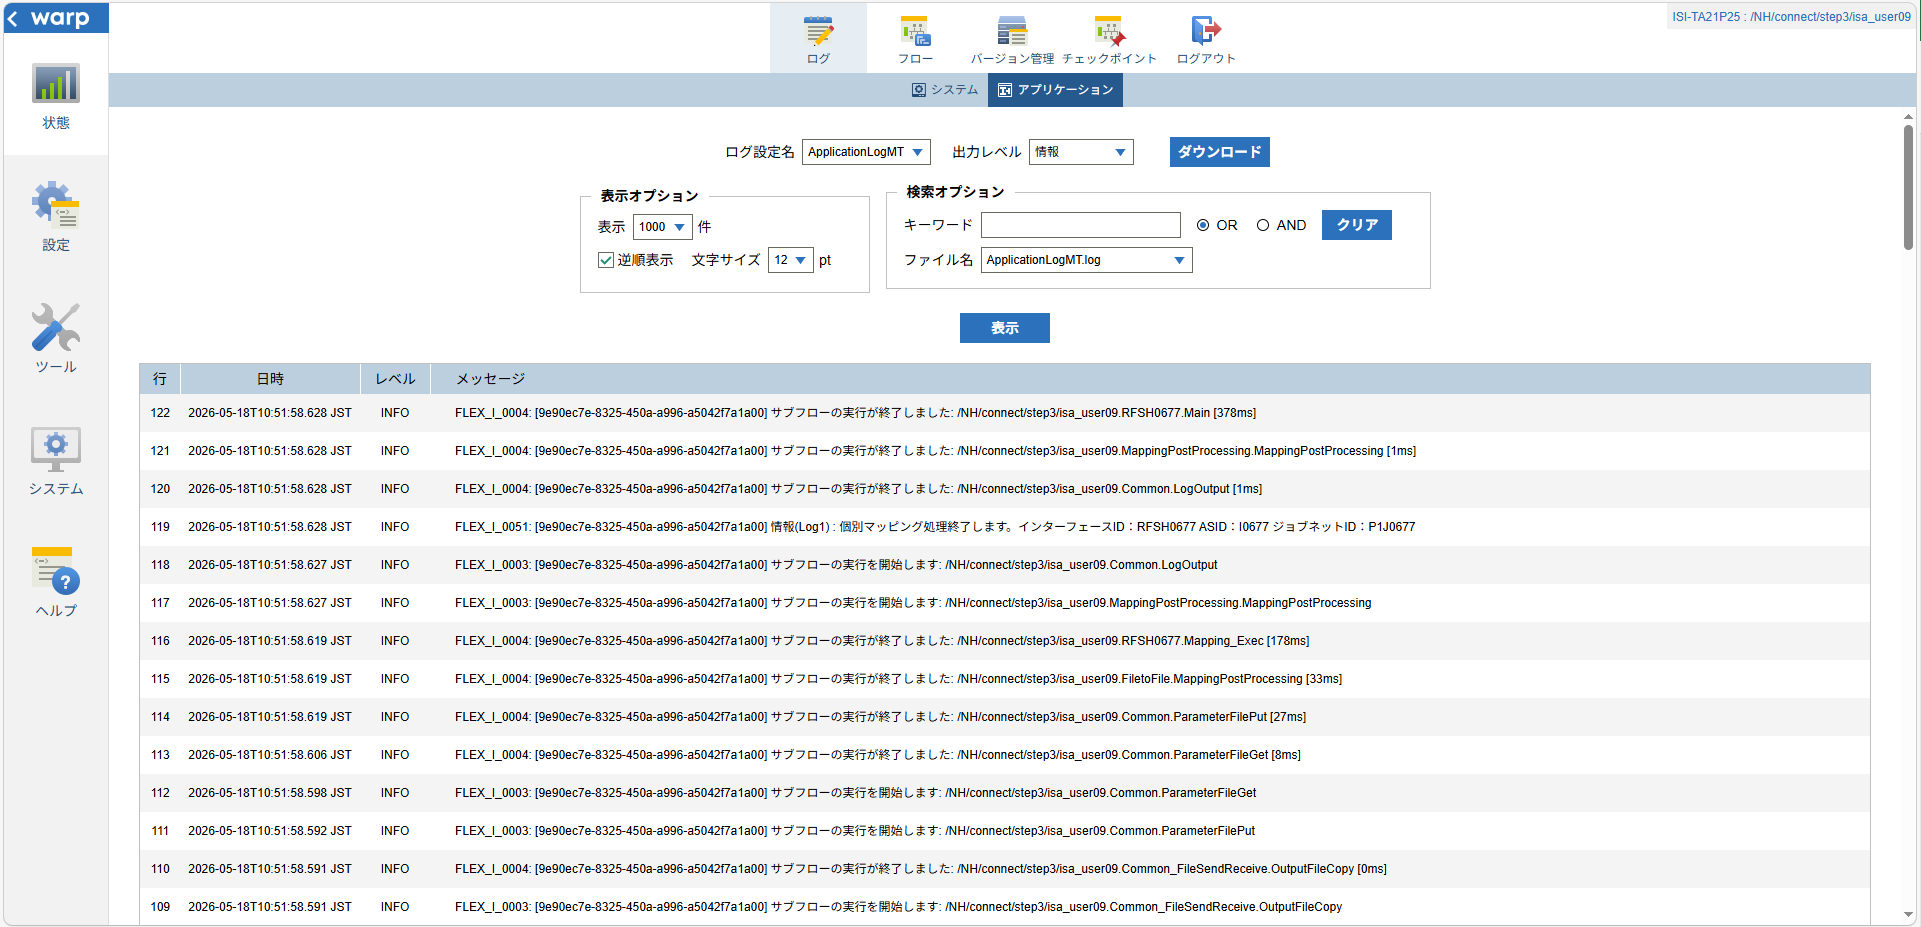 warp
ISI-TA21P25 : /NH/connect/step3/isa_user09
ログ
フロー
バージョン管理
チェックポイント
ログアウト
システム
アプリケーション
状態
設定
ツール
システム
ヘルプ
ログ設定名 ApplicationLogMT 出力レベル 情報 ダウンロード
表示オプション
表示 1000 件
逆順表示 文字サイズ 12 pt
検索オプション
キーワード OR AND クリア
ファイル名 ApplicationLogMT.log
表示
行 日時 レベル メッセージ
122 2026-05-18T10:51:58.628 JST INFO FLEX_I_0004: [9e90ec7e-8325-450a-a996-a5042f7a1a00] サブフローの実行が終了しました: /NH/connect/step3/isa_user09.RFSH0677.Main [378ms]
121 2026-05-18T10:51:58.628 JST INFO FLEX_I_0004: [9e90ec7e-8325-450a-a996-a5042f7a1a00] サブフローの実行が終了しました: /NH/connect/step3/isa_user09.MappingPostProcessing.MappingPostProcessing [1ms]
120 2026-05-18T10:51:58.628 JST INFO FLEX_I_0004: [9e90ec7e-8325-450a-a996-a5042f7a1a00] サブフローの実行が終了しました: /NH/connect/step3/isa_user09.Common.LogOutput [1ms]
119 2026-05-18T10:51:58.628 JST INFO FLEX_I_0051: [9e90ec7e-8325-450a-a996-a5042f7a1a00] 情報(Log1) : 個別マッピング処理終了します。インターフェースID：RFSH0677 ASID：I0677 ジョブネットID：P1J0677
118 2026-05-18T10:51:58.627 JST INFO FLEX_I_0003: [9e90ec7e-8325-450a-a996-a5042f7a1a00] サブフローの実行を開始します: /NH/connect/step3/isa_user09.Common.LogOutput
117 2026-05-18T10:51:58.627 JST INFO FLEX_I_0003: [9e90ec7e-8325-450a-a996-a5042f7a1a00] サブフローの実行を開始します: /NH/connect/step3/isa_user09.MappingPostProcessing.MappingPostProcessing
116 2026-05-18T10:51:58.619 JST INFO FLEX_I_0004: [9e90ec7e-8325-450a-a996-a5042f7a1a00] サブフローの実行が終了しました: /NH/connect/step3/isa_user09.RFSH0677.Mapping_Exec [178ms]
115 2026-05-18T10:51:58.619 JST INFO FLEX_I_0004: [9e90ec7e-8325-450a-a996-a5042f7a1a00] サブフローの実行が終了しました: /NH/connect/step3/isa_user09.FiletoFile.MappingPostProcessing [33ms]
114 2026-05-18T10:51:58.619 JST INFO FLEX_I_0004: [9e90ec7e-8325-450a-a996-a5042f7a1a00] サブフローの実行が終了しました: /NH/connect/step3/isa_user09.Common.ParameterFilePut [27ms]
113 2026-05-18T10:51:58.606 JST INFO FLEX_I_0004: [9e90ec7e-8325-450a-a996-a5042f7a1a00] サブフローの実行が終了しました: /NH/connect/step3/isa_user09.Common.ParameterFileGet [8ms]
112 2026-05-18T10:51:58.598 JST INFO FLEX_I_0003: [9e90ec7e-8325-450a-a996-a5042f7a1a00] サブフローの実行を開始します: /NH/connect/step3/isa_user09.Common.ParameterFileGet
111 2026-05-18T10:51:58.592 JST INFO FLEX_I_0003: [9e90ec7e-8325-450a-a996-a5042f7a1a00] サブフローの実行を開始します: /NH/connect/step3/isa_user09.Common.ParameterFilePut
110 2026-05-18T10:51:58.591 JST INFO FLEX_I_0004: [9e90ec7e-8325-450a-a996-a5042f7a1a00] サブフローの実行が終了しました: /NH/connect/step3/isa_user09.Common_FileSendReceive.OutputFileCopy [0ms]
109 2026-05-18T10:51:58.591 JST INFO FLEX_I_0003: [9e90ec7e-8325-450a-a996-a5042f7a1a00] サブフローの実行を開始します: /NH/connect/step3/isa_user09.Common_FileSendReceive.OutputFileCopy